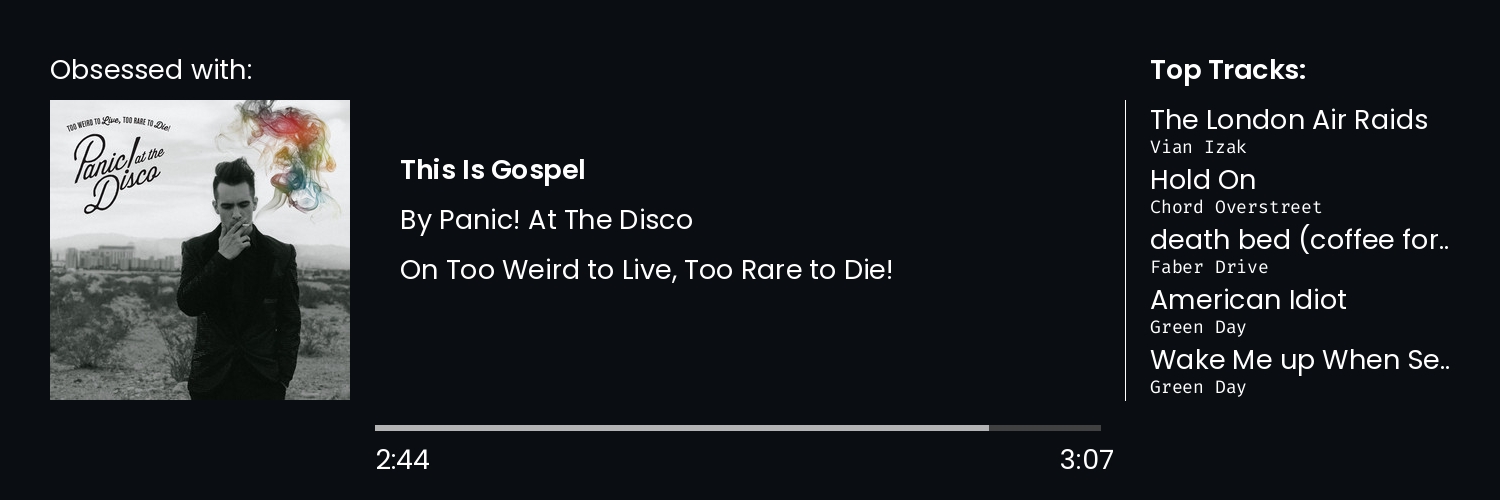 Obsessed with:
TOO WEIRD TO Live, TOO RARE TO Die!
Panic! at the
Disco
This Is Gospel
By Panic! At The Disco
On Too Weird to Live, Too Rare to Die!
2:44
3:07
Top Tracks:
The London Air Raids
Vian Izak
Hold On
Chord Overstreet
death bed (coffee for..
Faber Drive
American Idiot
Green Day
Wake Me up When Se..
Green Day